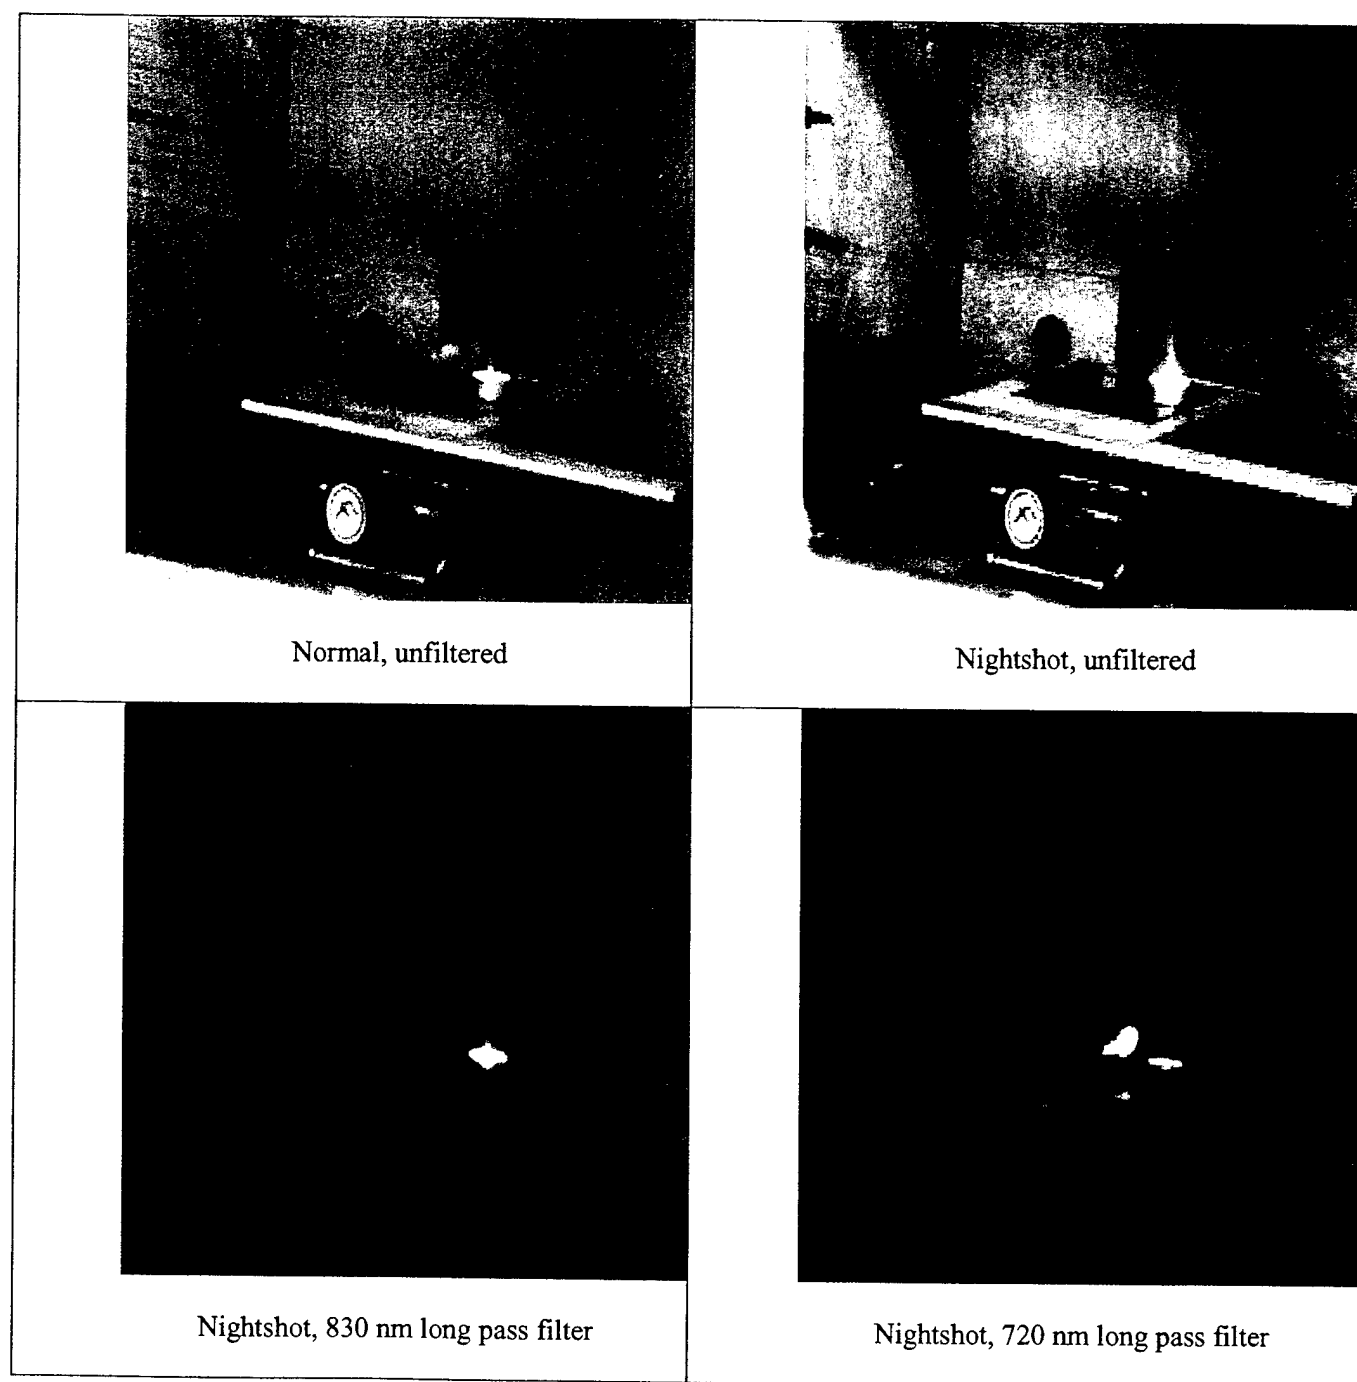 Normal, unfiltered
Nightshot, unfiltered
Nightshot, 830 nm long pass filter
Nightshot, 720 nm long pass filter